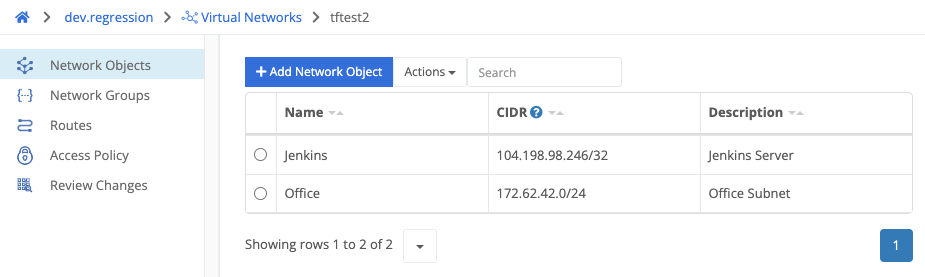 dev.regression > Virtual Networks > tftest2
Network Objects
Network Groups
Routes
Access Policy
Review Changes
+ Add Network Object Actions Search
Name CIDR ? Description
Jenkins 104.198.98.246/32 Jenkins Server
Office 172.62.42.0/24 Office Subnet
Showing rows 1 to 2 of 2 1